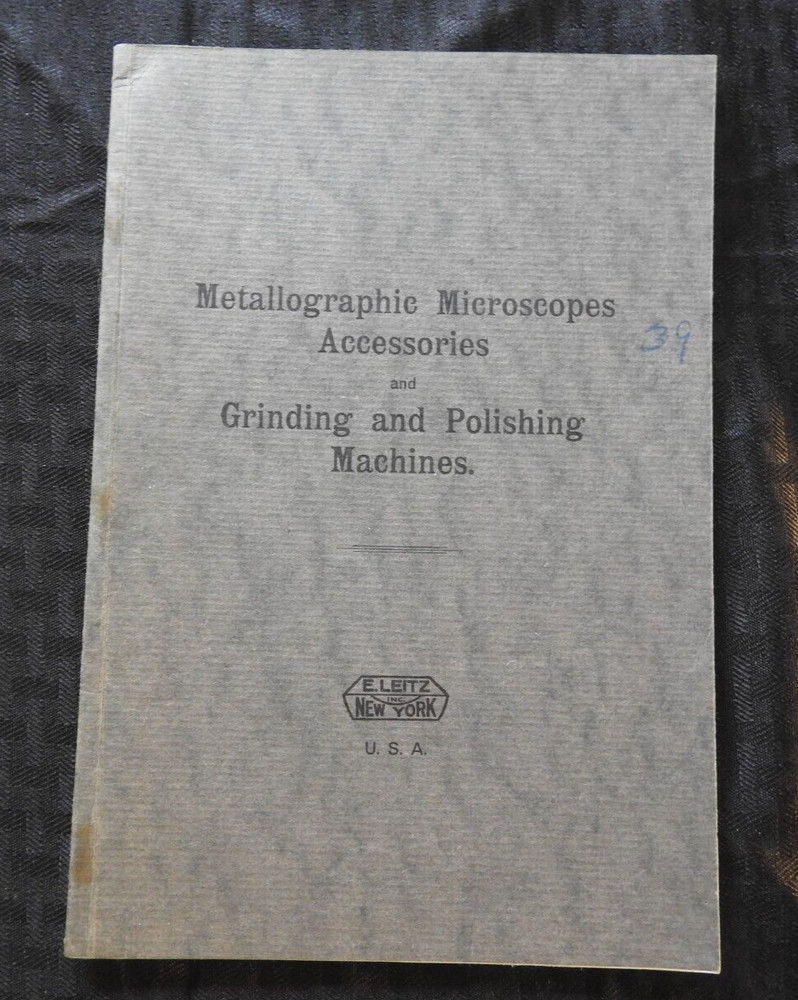 Metallographic Microscopes
Accessories
39
and
Grinding and Polishing
Machines.
E. LEITZ
INC.
NEW YORK
U. S. A.